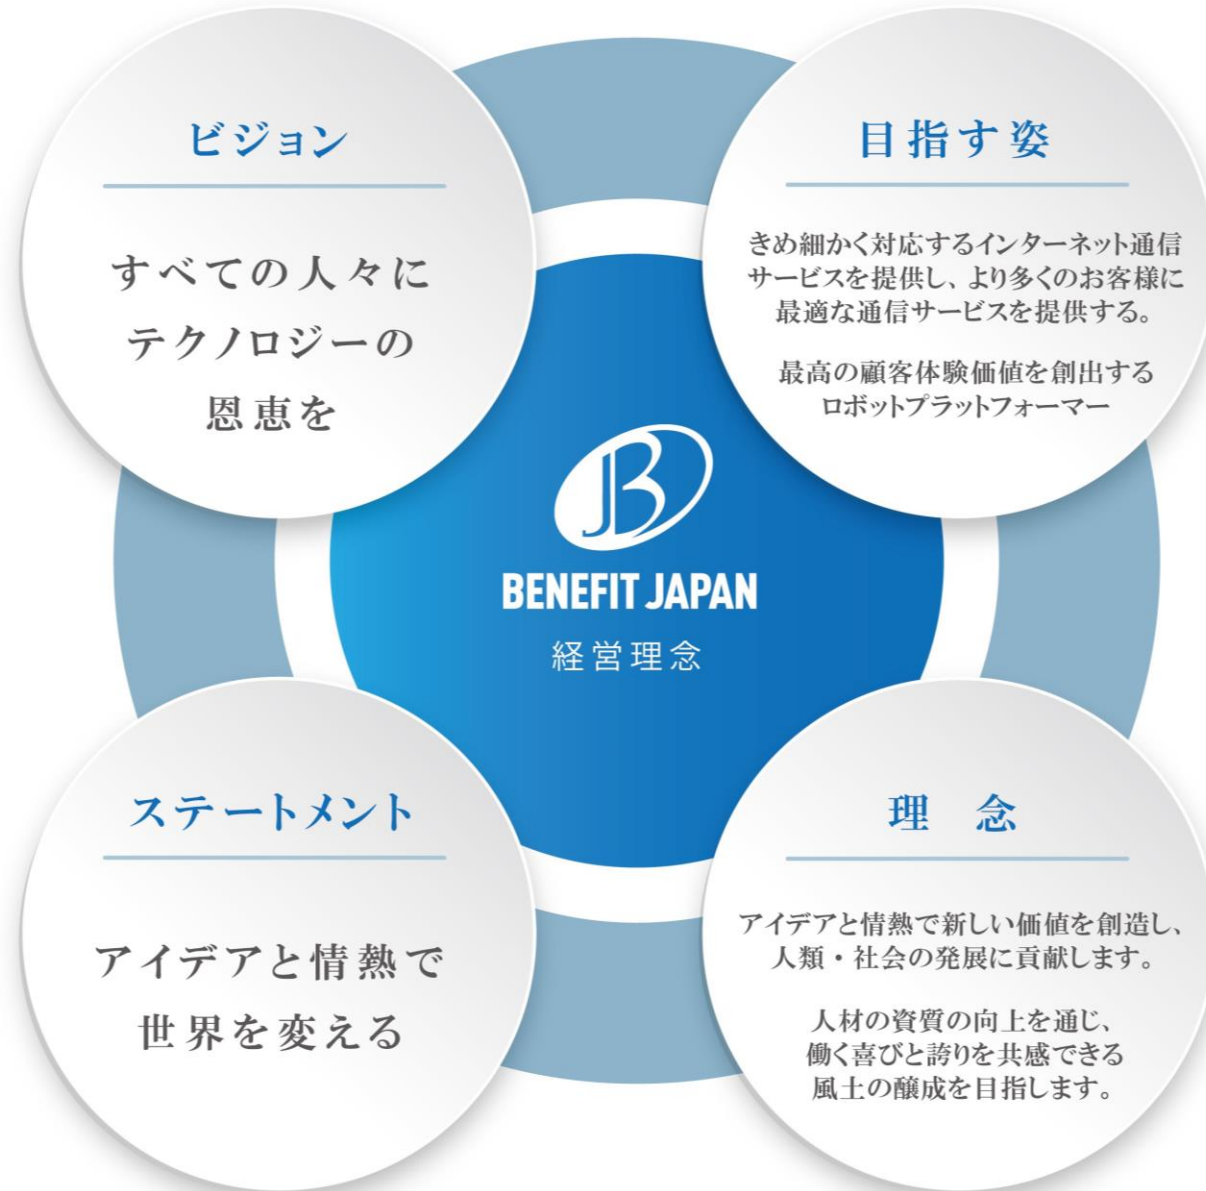 ビジョン
すべての人々に
テクノロジーの
恩恵を
目指す姿
きめ細かく対応するインターネット通信
サービスを提供し、より多くのお客様に
最適な通信サービスを提供する。
最高の顧客体験価値を創出する
ロボットプラットフォーマー
JB
BENEFIT JAPAN
経営理念
ステートメント
アイデアと情熱で
世界を変える
理 念
アイデアと情熱で新しい価値を創造し、
人類・社会の発展に貢献します。
人材の資質の向上を通じ、
働く喜びと誇りを共感できる
風土の醸成を目指します。